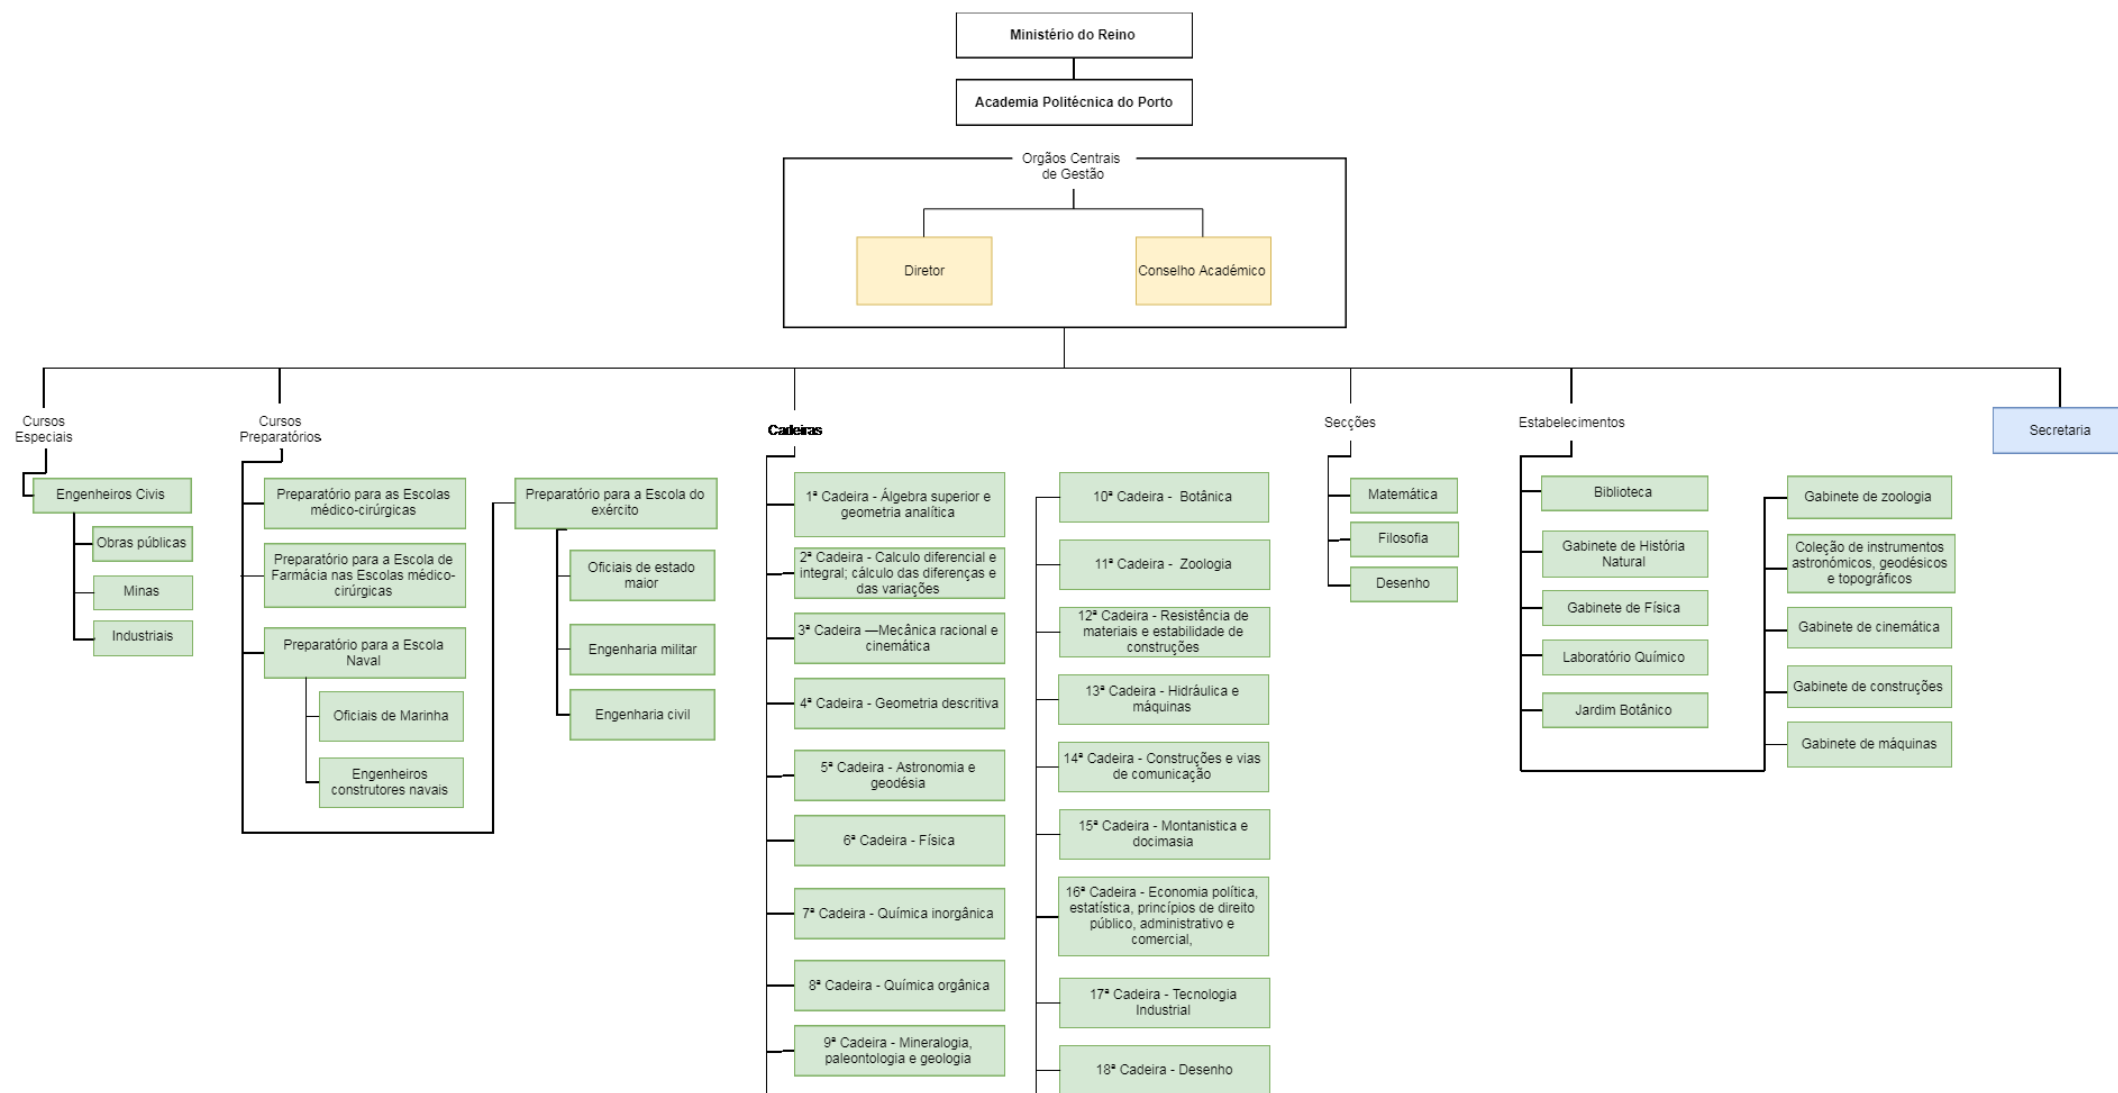 Ministério do Reino
Academia Politécnica do Porto
Orgãos Centrais
de Gestão
Diretor
Conselho Académico
Cursos
Especiais
Engenheiros Civis
Obras públicas
Minas
Industriais
Cursos
Preparatórios
Preparatório para as Escolas
médico-cirúrgicas
Preparatório para a Escola de
Farmácia nas Escolas médico-
cirúrgicas
Preparatório para a Escola
Naval
Oficiais de Marinha
Engenheiros
construtores navais
Preparatório para a Escola do
exército
Oficiais de estado
maior
Engenharia militar
Engenharia civil
Cadeiras
1ª Cadeira - Álgebra superior e
geometria analítica
2ª Cadeira - Calculo diferencial e
integral; cálculo das diferenças e
das variações
3ª Cadeira —Mecânica racional e
cinemática
4ª Cadeira - Geometria descritiva
5ª Cadeira - Astronomia e
geodésia
6ª Cadeira - Física
7ª Cadeira - Química inorgânica
8ª Cadeira - Química orgânica
9ª Cadeira - Mineralogia,
paleontologia e geologia
10ª Cadeira - Botânica
11ª Cadeira - Zoologia
12ª Cadeira - Resistência de
materiais e estabilidade de
construções
13ª Cadeira - Hidráulica e
máquinas
14ª Cadeira - Construções e vias
de comunicação
15ª Cadeira - Montanistica e
docimasia
16ª Cadeira - Economia política,
estatística, princípios de direito
público, administrativo e
comercial,
17ª Cadeira - Tecnologia
Industrial
18ª Cadeira - Desenho
Secções
Matemática
Filosofia
Desenho
Estabelecimentos
Biblioteca
Gabinete de História
Natural
Gabinete de Física
Laboratório Químico
Jardim Botânico
Gabinete de zoologia
Coleção de instrumentos
astronómicos, geodésicos
e topográficos
Gabinete de cinemática
Gabinete de construções
Gabinete de máquinas
Secretaria